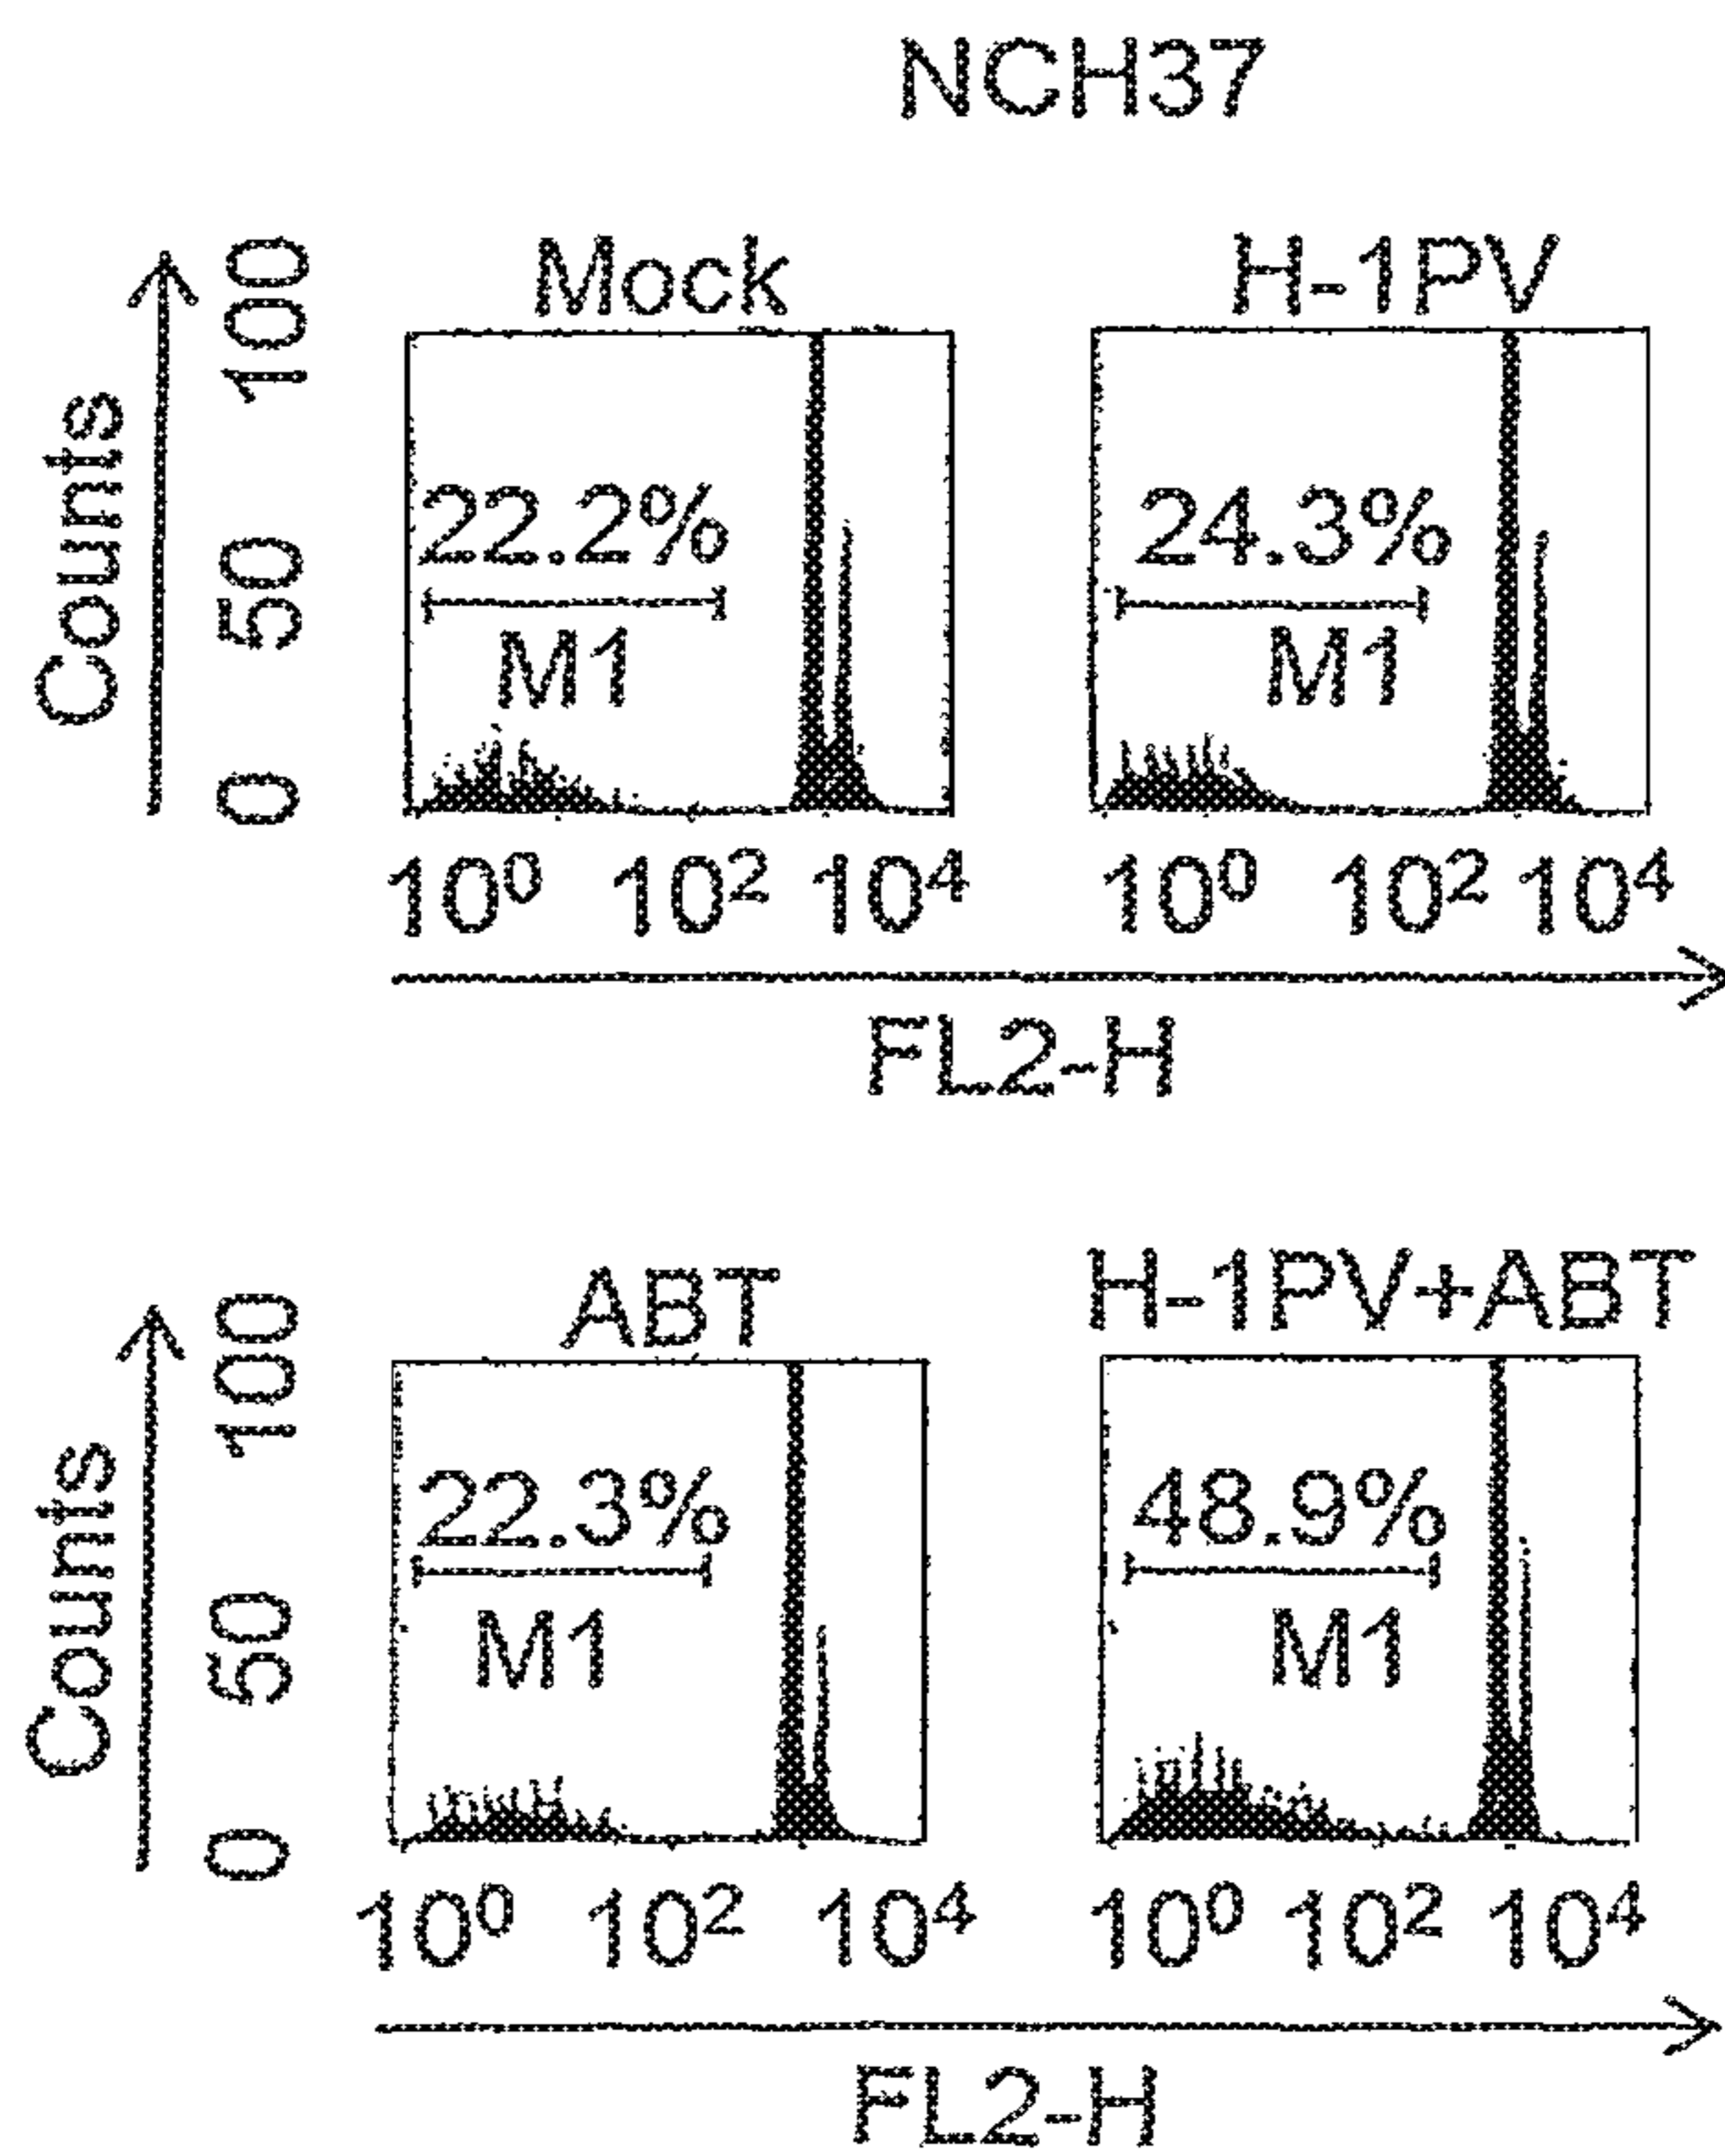 NCH37
Mock
H-1PV
Counts
0 50 100
22.2%
M1
24.3%
M1
10⁰ 10² 10⁴
10⁰ 10² 10⁴
FL2-H
ABT
H-1PV+ABT
Counts
0 50 100
22.3%
M1
48.9%
M1
10⁰ 10² 10⁴
10⁰ 10² 10⁴
FL2-H